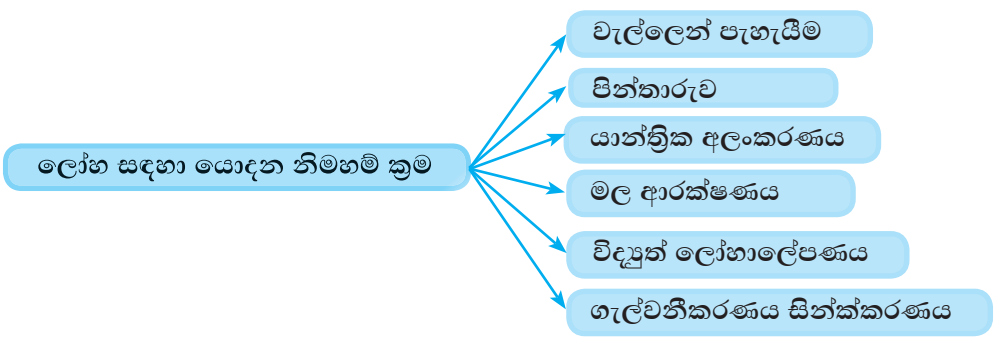 ලෝහ සඳහා යොදන නිමහම් ක්‍රම
වැල්ලෙන් පැහැයීම
පින්තාරුව
යාන්ත්‍රික අලංකරණය
මල ආරක්ෂණය
විද්‍යුත් ලෝහාලේපණය
ගැල්වනීකරණය සින්ක්කරණය